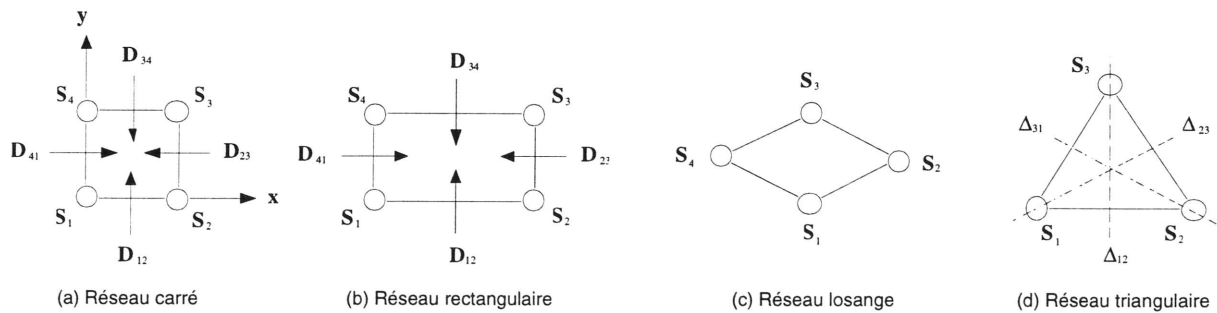 y
D₃₄
S₄ S₃
D₄₁ D₂₃
S₁ S₂ x
D₁₂
(a) Réseau carré
D₃₄
S₄ S₃
D₄₁ D₂₃
S₁ S₂
D₁₂
(b) Réseau rectangulaire
S₃
S₄ S₂
S₁
(c) Réseau losange
S₃
Δ₃₁ Δ₂₃
S₁ S₂
Δ₁₂
(d) Réseau triangulaire